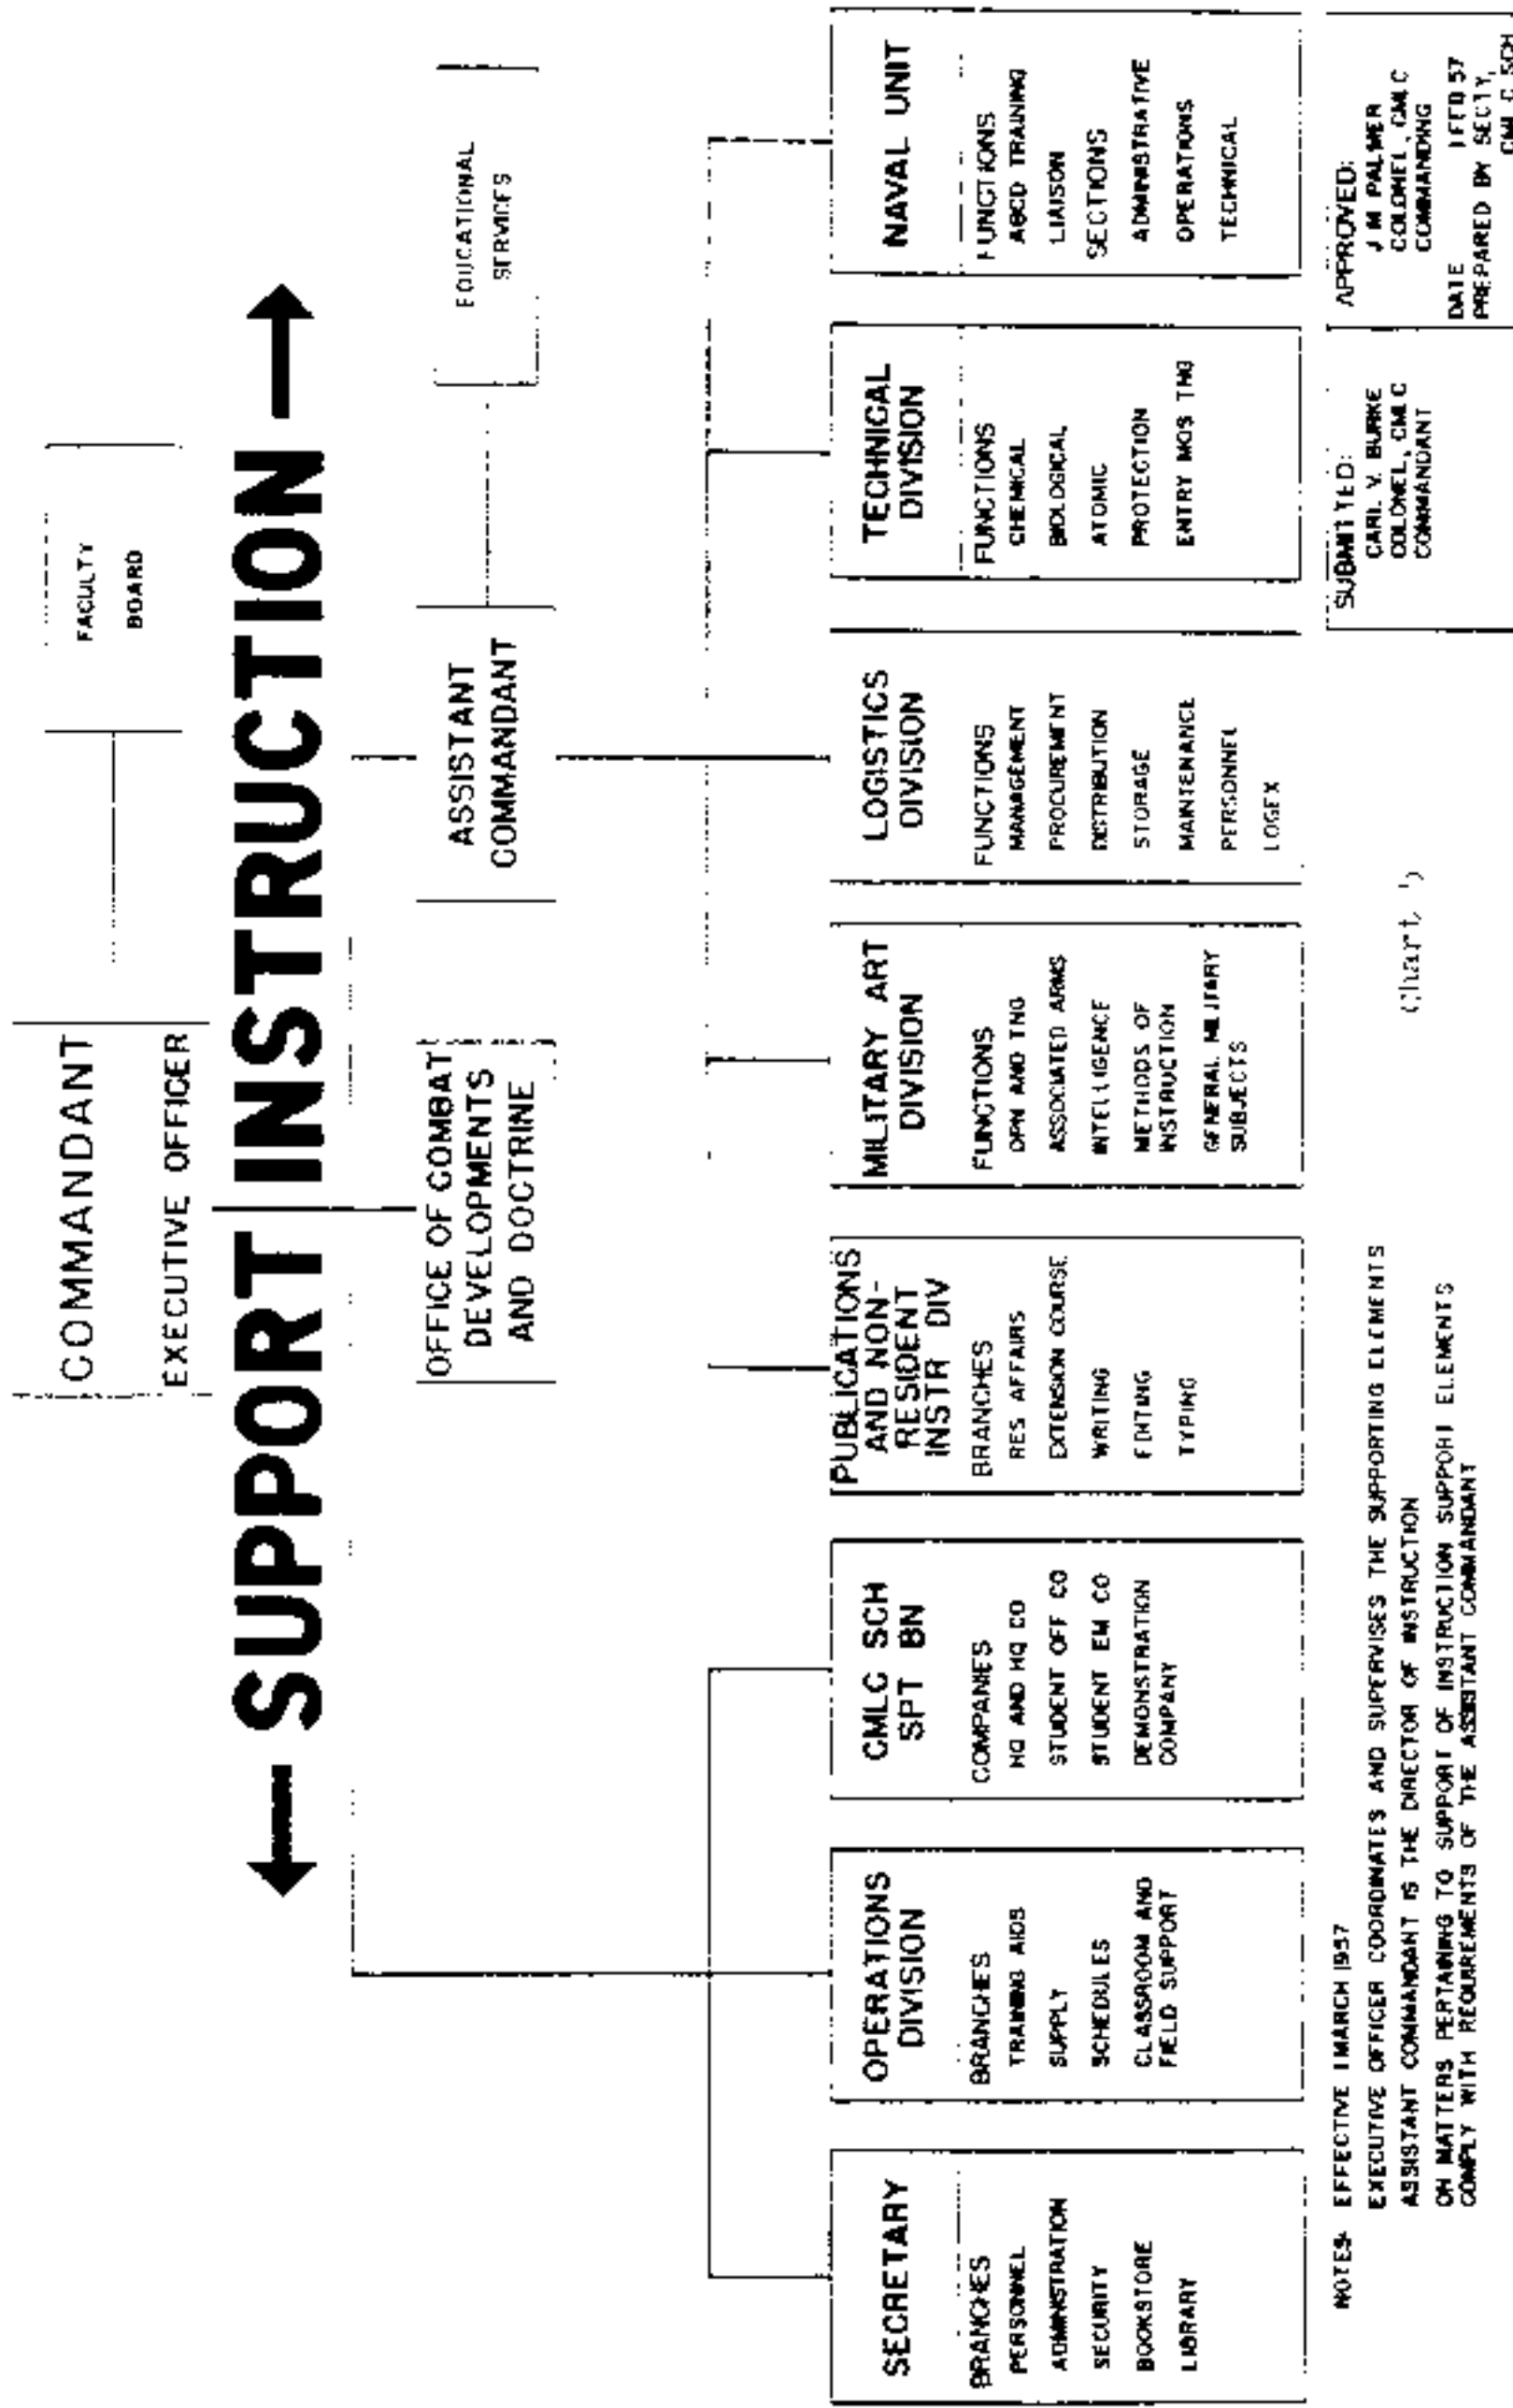 COMMANDANT
EXECUTIVE OFFICER
FACULTY
BOARD
SUPPORT INSTRUCTION
OFFICE OF COMBAT
DEVELOPMENTS
AND DOCTRINE
ASSISTANT
COMMANDANT
EDUCATIONAL
SERVICES
SECRETARY
BRANCHES
PERSONNEL
ADMINISTRATION
SECURITY
BOOKSTORE
LIBRARY
OPERATIONS
DIVISION
BRANCHES
TRAINING AIDS
SUPPLY
SCHEDULES
CLASSROOM AND
FIELD SUPPORT
CMLC SCH
SPT BN
COMPANIES
HQ AND HQ CO
STUDENT OFF CO
STUDENT EM CO
DEMONSTRATION
COMPANY
PUBLICATIONS
AND NON-
RESIDENT
INSTR DIV
BRANCHES
RES AFFAIRS
EXTENSION COURSE
WRITING
EDITING
TYPING
MILITARY ART
DIVISION
FUNCTIONS
OPN AND TNG
ASSOCIATED ARMS
INTELLIGENCE
METHODS OF
INSTRUCTION
GENERAL MILITARY
SUBJECTS
LOGISTICS
DIVISION
FUNCTIONS
MANAGEMENT
PROCUREMENT
DISTRIBUTION
STORAGE
MAINTENANCE
PERSONNEL
LOGEX
TECHNICAL
DIVISION
FUNCTIONS
CHEMICAL
BIOLOGICAL
ATOMIC
PROTECTION
ENTRY MOS TNG
NAVAL UNIT
FUNCTIONS
ABCD TRAINING
LIAISON
SECTIONS
ADMINISTRATIVE
OPERATIONS
TECHNICAL
NOTES- EFFECTIVE 1 MARCH 1957
EXECUTIVE OFFICER COORDINATES AND SUPERVISES THE SUPPORTING ELEMENTS
ASSISTANT COMMANDANT IS THE DIRECTOR OF INSTRUCTION
ON MATTERS PERTAINING TO SUPPORT OF INSTRUCTION SUPPORT ELEMENTS
COMPLY WITH REQUIREMENTS OF THE ASSISTANT COMMANDANT
Chart
SUBMITTED:
CARL V. BURKE
COLONEL, CMLC
COMMANDANT
APPROVED:
J M PALMER
COLONEL, CMLC
COMMANDING
DATE 1 FEB 57
PREPARED BY SECTY,
CML C SCH